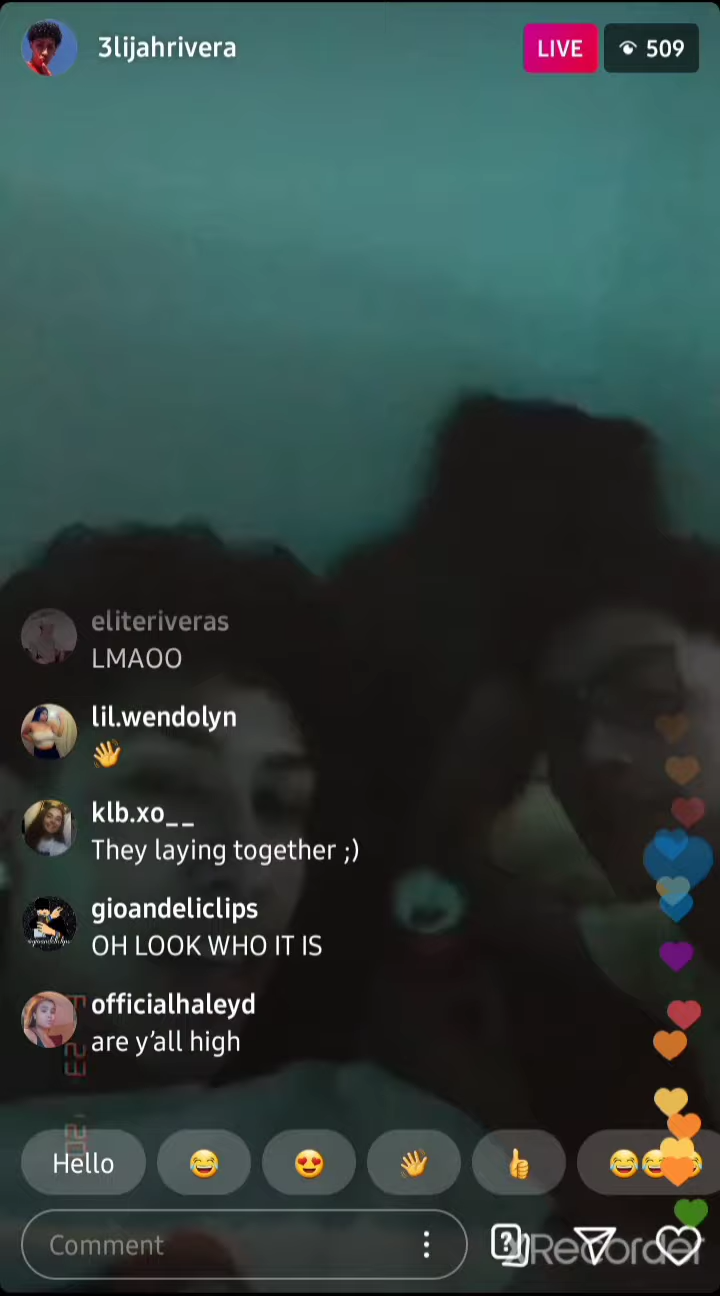 3lijahrivera
LIVE
509
eliteriveras
LMAOO
lil.wendolyn
👋
klb.xo__
They laying together ;)
gioandeliclips
OH LOOK WHO IT IS
officialhaleyd
are y’all high
Hello
😂
😍
👋
👍
Comment
Recorder